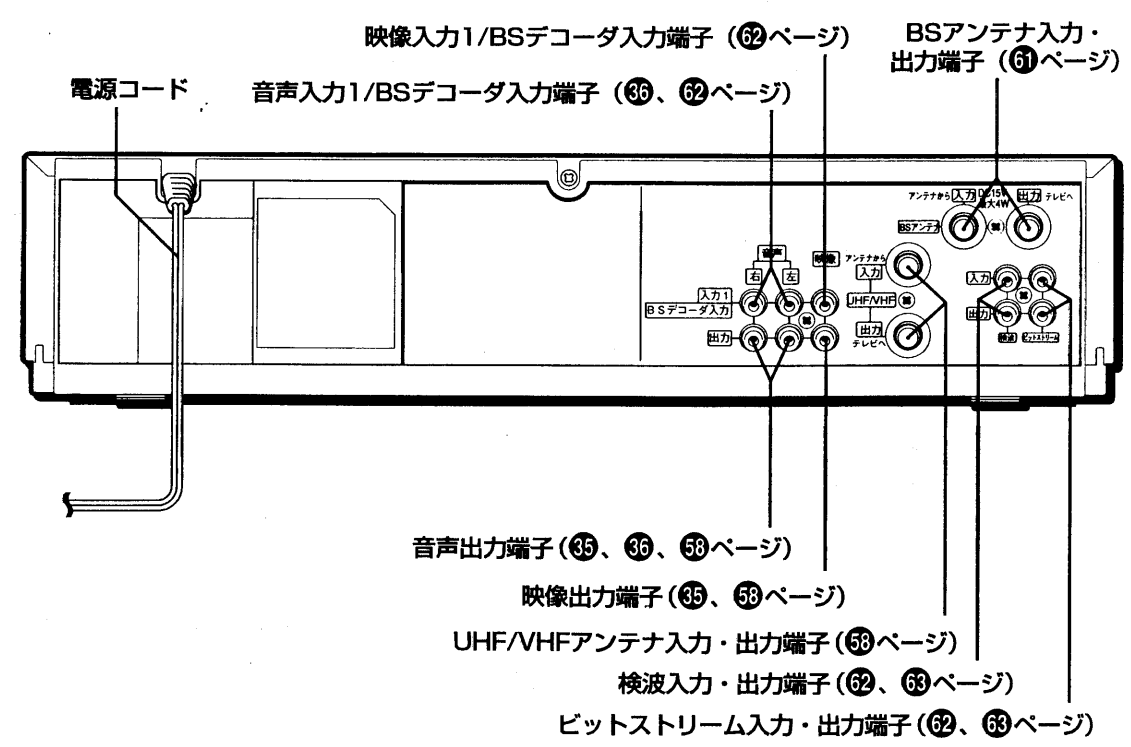 映像入力1/BSデコーダ入力端子（62ページ）
BSアンテナ入力・
出力端子（61ページ）
電源コード
音声入力1/BSデコーダ入力端子（36、62ページ）
アンテナから
入力
DC15V
最大4W
出力
テレビへ
BSアンテナ
音声
右
左
映像
アンテナから
入力
入力
入力1
BSデコーダ入力
UHF/VHF
出力
出力
テレビへ
出力
検波
ビットストリーム
音声出力端子（35、36、58ページ）
映像出力端子（35、58ページ）
UHF/VHFアンテナ入力・出力端子（58ページ）
検波入力・出力端子（62、63ページ）
ビットストリーム入力・出力端子（62、63ページ）